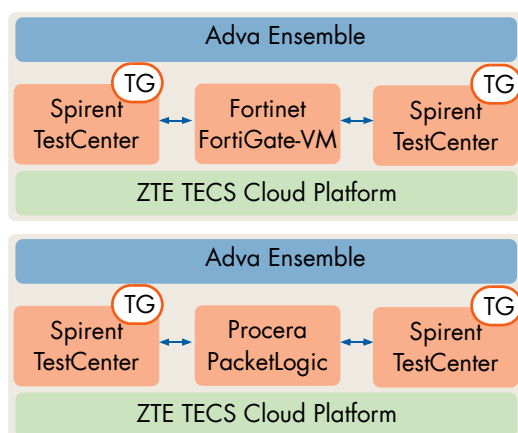 Adva Ensemble
TG
TG
Spirent
TestCenter
Fortinet
FortiGate-VM
Spirent
TestCenter
ZTE TECS Cloud Platform
Adva Ensemble
TG
TG
Spirent
TestCenter
Procera
PacketLogic
Spirent
TestCenter
ZTE TECS Cloud Platform